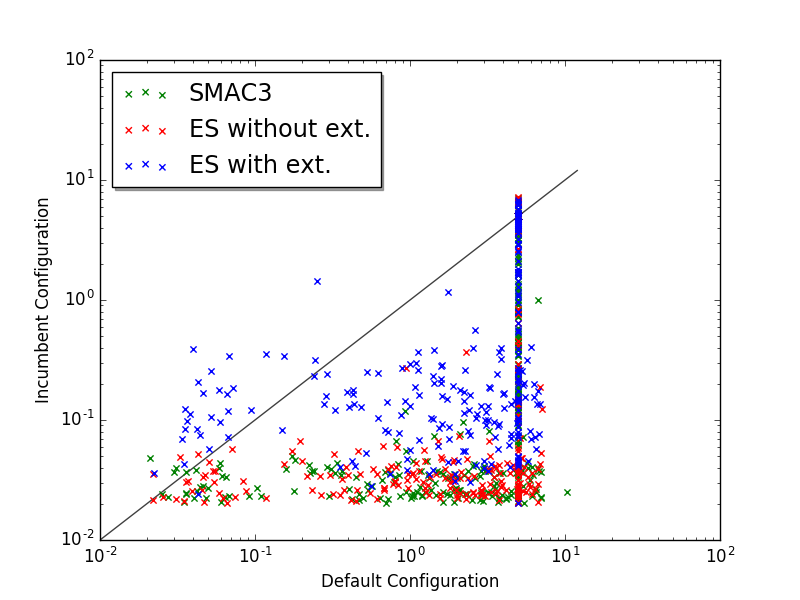 10^2
10^1
10^0
10^-1
10^-2
SMAC3
ES without ext.
ES with ext.
Incumbent Configuration
10^-2 10^-1 10^0 10^1 10^2
Default Configuration